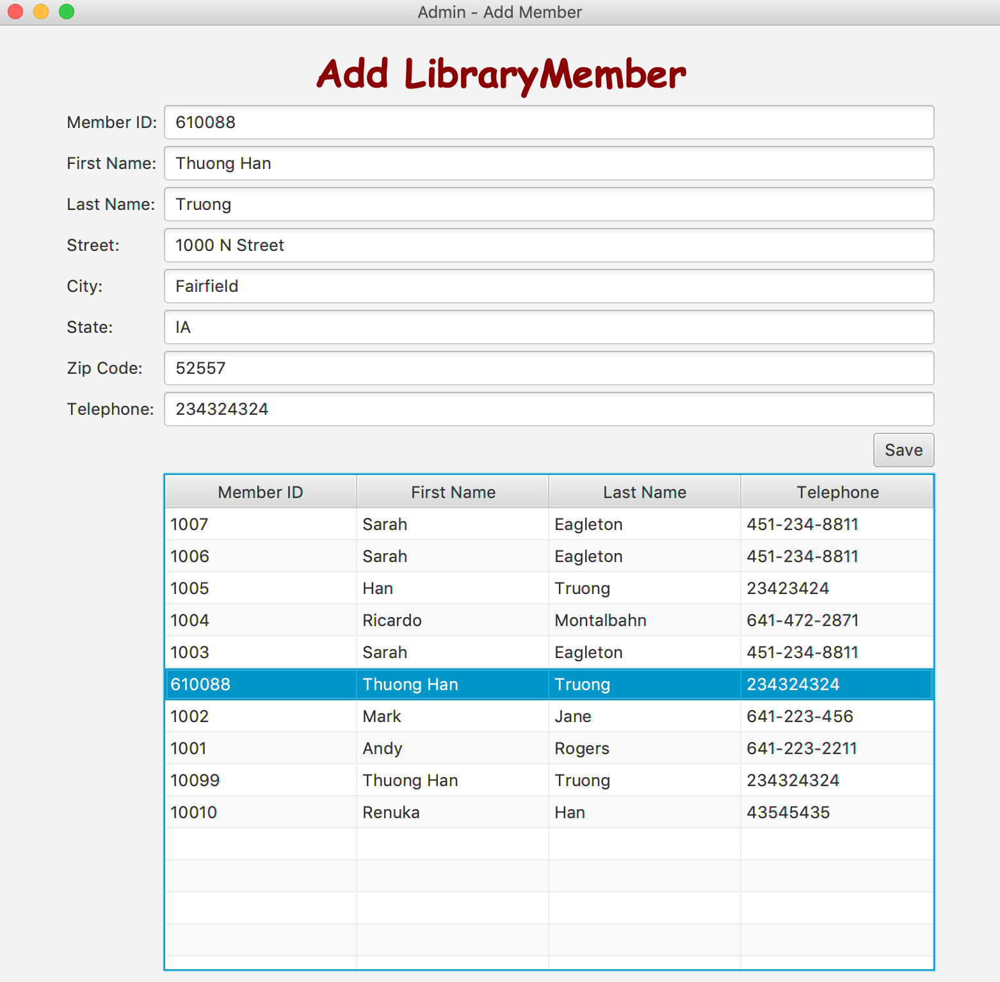 Admin - Add Member
Add LibraryMember
Member ID: 610088
First Name: Thuong Han
Last Name: Truong
Street: 1000 N Street
City: Fairfield
State: IA
Zip Code: 52557
Telephone: 234324324
Save
Member ID First Name Last Name Telephone
1007 Sarah Eagleton 451-234-8811
1006 Sarah Eagleton 451-234-8811
1005 Han Truong 23423424
1004 Ricardo Montalbahn 641-472-2871
1003 Sarah Eagleton 451-234-8811
610088 Thuong Han Truong 234324324
1002 Mark Jane 641-223-456
1001 Andy Rogers 641-223-2211
10099 Thuong Han Truong 234324324
10010 Renuka Han 43545435